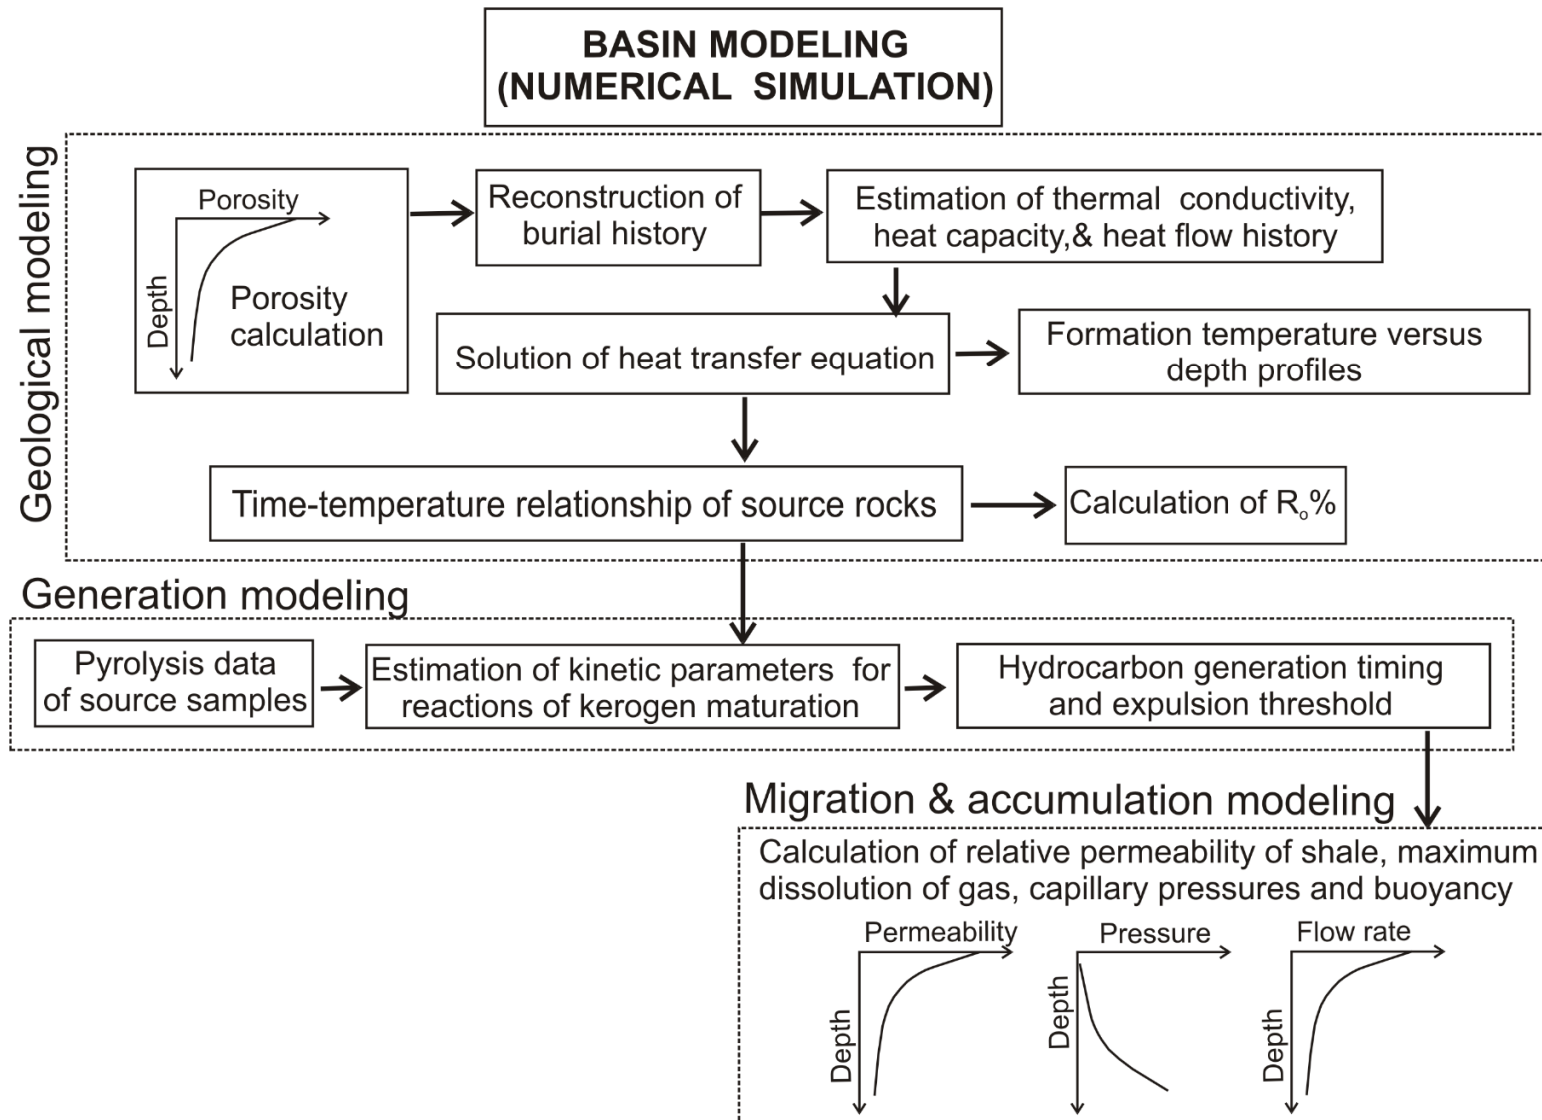 BASIN MODELING
(NUMERICAL SIMULATION)
Geological modeling
Porosity
Depth
Porosity
calculation
Reconstruction of
burial history
Estimation of thermal conductivity,
heat capacity,& heat flow history
Solution of heat transfer equation
Formation temperature versus
depth profiles
Time-temperature relationship of source rocks
Calculation of Rₒ%
Generation modeling
Pyrolysis data
of source samples
Estimation of kinetic parameters for
reactions of kerogen maturation
Hydrocarbon generation timing
and expulsion threshold
Migration & accumulation modeling
Calculation of relative permeability of shale, maximum
dissolution of gas, capillary pressures and buoyancy
Permeability
Depth
Pressure
Depth
Flow rate
Depth